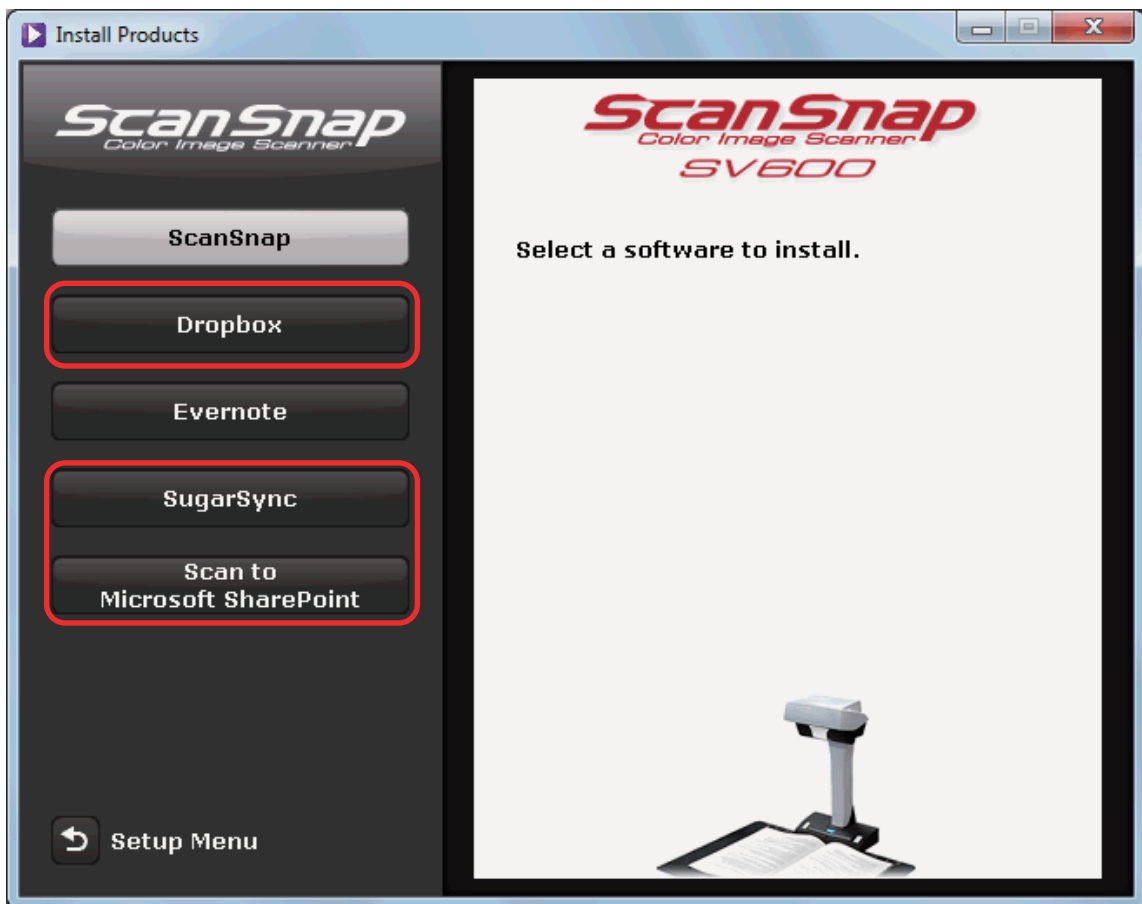 Install Products
ScanSnap
Color Image Scanner
ScanSnap
Dropbox
Evernote
SugarSync
Scan to
Microsoft SharePoint
Setup Menu
ScanSnap
Color Image Scanner
SV600
Select a software to install.